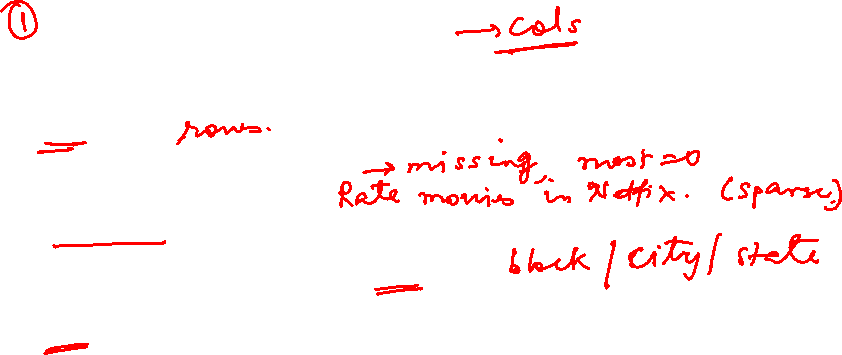 ①
→ cols
rows.
→ missing, most = 0
Rate movies in Netflix. (sparse)
block / city / state